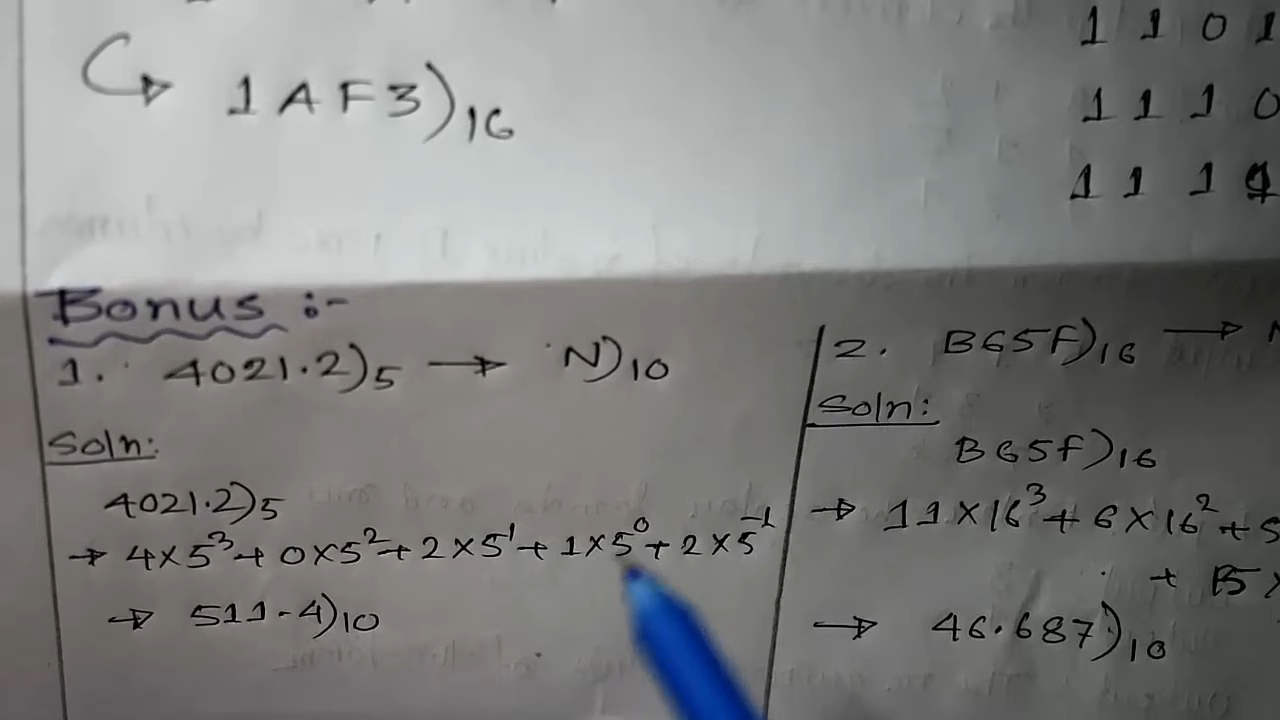 1AF3)16
1 1 0 1
1 1 1 0
1 1 1
Bonus :-
1. 4021.2)5 → N)10
Soln:
4021.2)5
→ 4×5³ + 0×5² + 2×5¹ + 1×5⁰ + 2×5⁻¹
→ 511.4)10
2. B65F)16 →
Soln:
B65F)16
→ 11×16³ + 6×16² + 5
+ 15×
→ 46.687)10